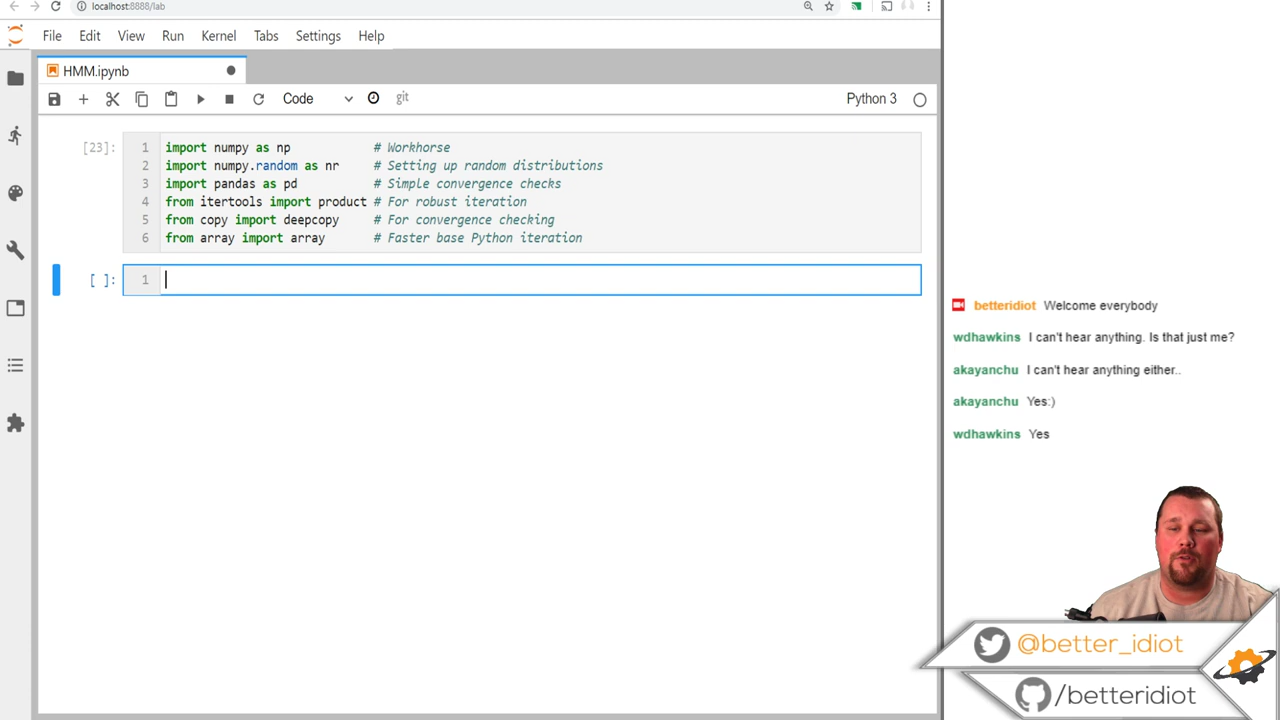 localhost:8888/lab
File Edit View Run Kernel Tabs Settings Help
HMM.ipynb
Code git Python 3
[23]: 1 import numpy as np # Workhorse
2 import numpy.random as nr # Setting up random distributions
3 import pandas as pd # Simple convergence checks
4 from itertools import product # For robust iteration
5 from copy import deepcopy # For convergence checking
6 from array import array # Faster base Python iteration
[ ]: 1
betteridiot Welcome everybody
wdhawkins I can't hear anything. Is that just me?
akayanchu I can't hear anything either..
akayanchu Yes:)
wdhawkins Yes
@better_idiot
/betteridiot